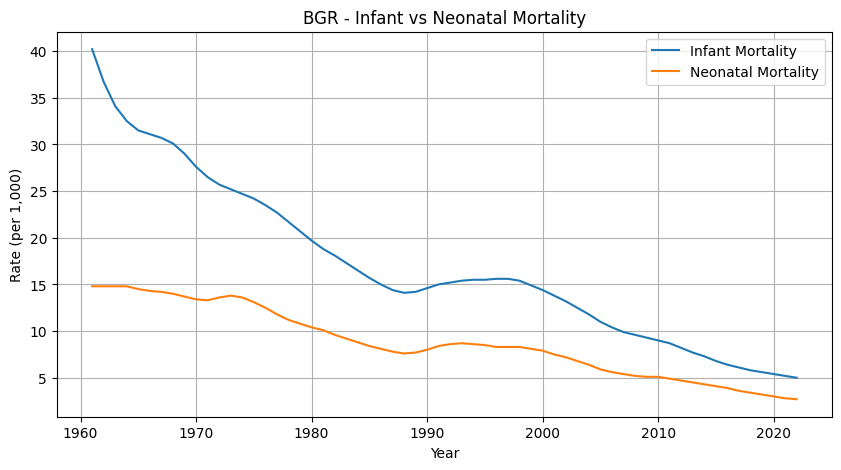 BGR - Infant vs Neonatal Mortality
Infant Mortality
Neonatal Mortality
Rate (per 1,000)
40
35
30
25
20
15
10
5
1960 1970 1980 1990 2000 2010 2020
Year